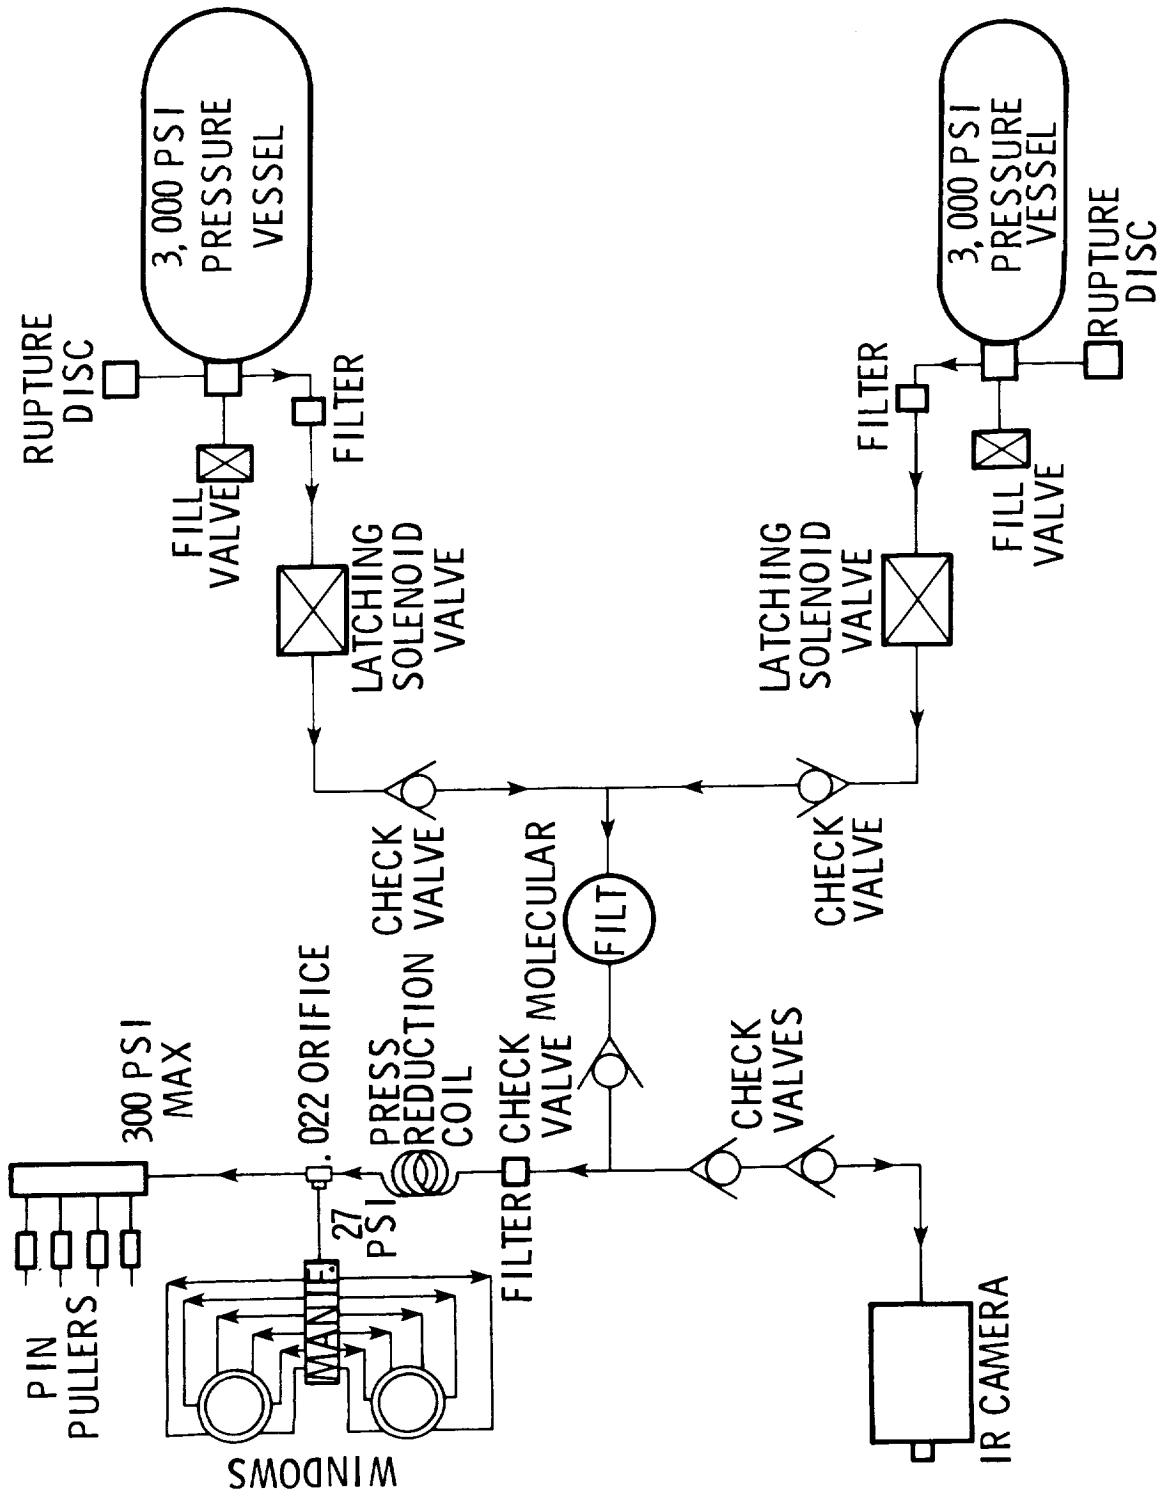 PIN
PULLERS
300 PSI
MAX
RUPTURE
DISC
FILL
VALVE
3,000 PSI
PRESSURE
VESSEL
WINDOWS
MANIF.
27
PSI
.022 ORIFICE
PRESS
REDUCTION
COIL
FILTER
CHECK
VALVE
CHECK
VALVE
LATCHING
SOLENOID
VALVE
FILTER
MOLECULAR
FILT
CHECK
VALVES
CHECK
VALVE
LATCHING
SOLENOID
VALVE
FILTER
FILL
VALVE
3,000 PSI
PRESSURE
VESSEL
RUPTURE
DISC
IR CAMERA